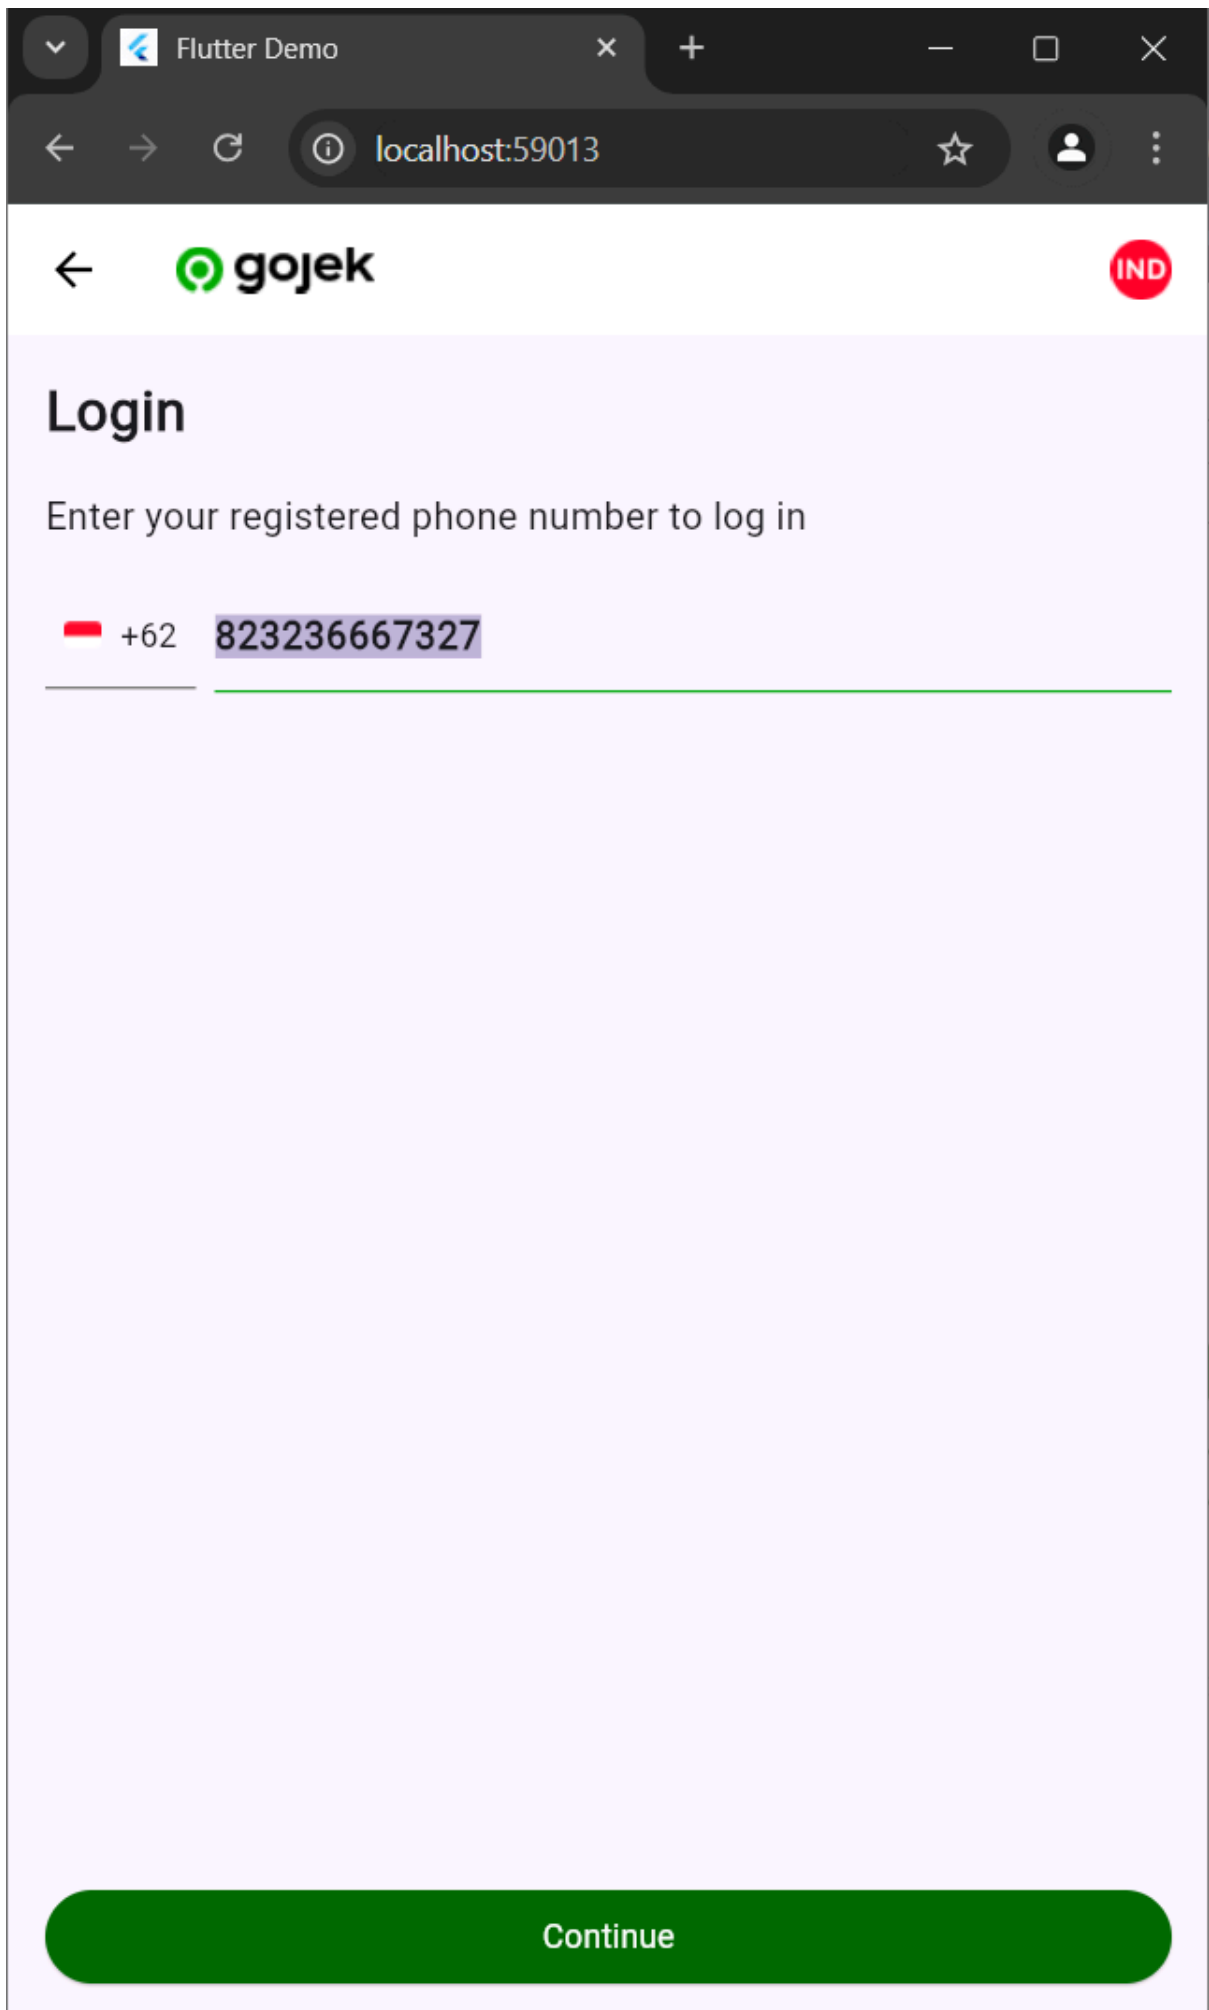 Flutter Demo
localhost:59013
gojek
IND
Login
Enter your registered phone number to log in
+62 823236667327
Continue